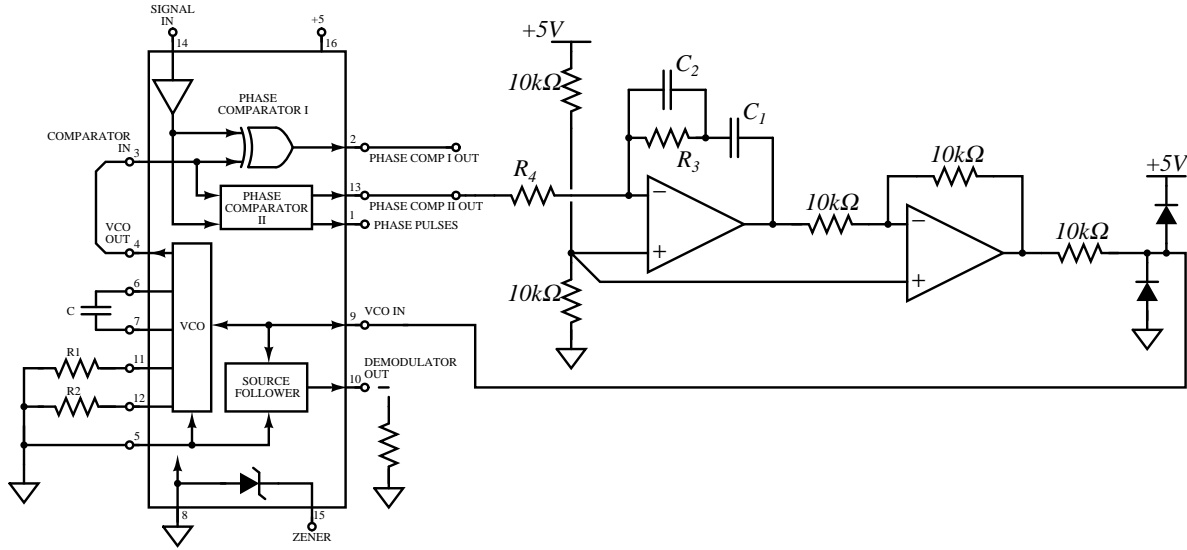 SIGNAL
IN
14
+5
16
PHASE
COMPARATOR I
COMPARATOR
IN
3
2
PHASE COMP I OUT
PHASE
COMPARATOR
II
13
PHASE COMP II OUT
1
PHASE PULSES
VCO
OUT
4
6
C
7
VCO
9
VCO IN
R1
11
R2
12
SOURCE
FOLLOWER
DEMODULATOR
OUT
10
5
8
15
ZENER
+5V
10kΩ
10kΩ
R4
C2
R3
C1
−
+
10kΩ
10kΩ
−
+
10kΩ
+5V